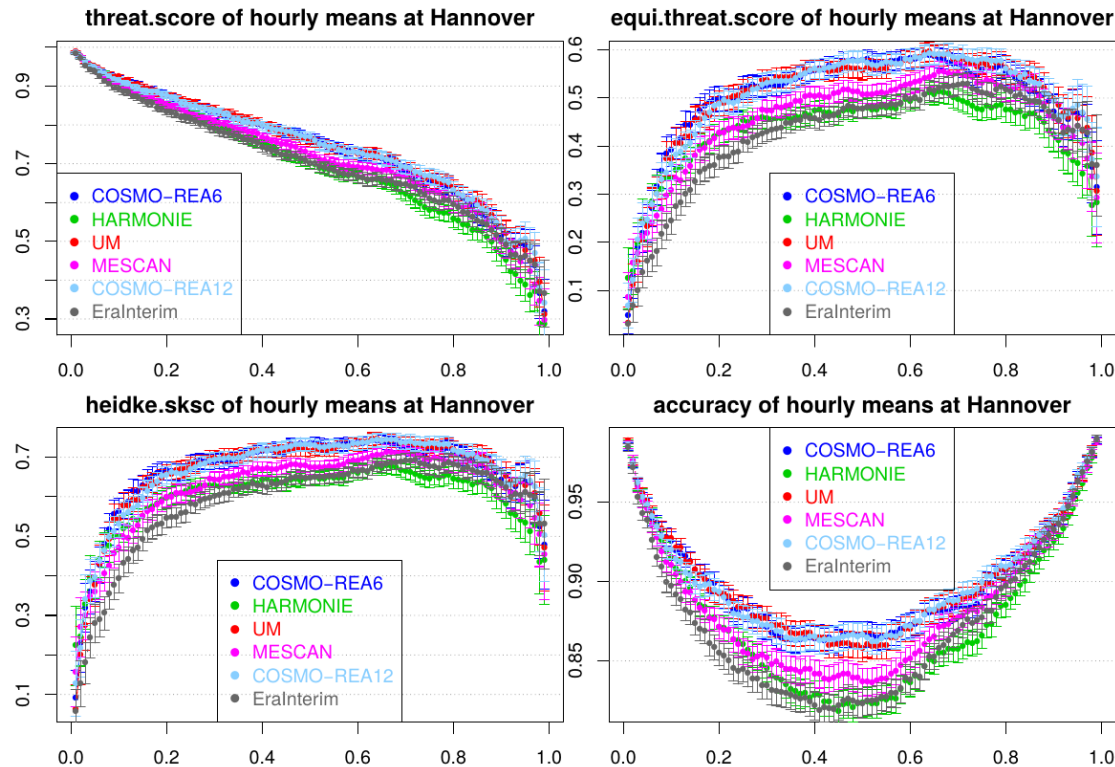 threat.score of hourly means at Hannover
0.9
0.7
0.5
0.3
COSMO−REA6
HARMONIE
UM
MESCAN
COSMO−REA12
EraInterim
0.0 0.2 0.4 0.6 0.8 1.0
equi.threat.score of hourly means at Hannover
0.6
0.5
0.4
0.3
0.2
0.1
COSMO−REA6
HARMONIE
UM
MESCAN
COSMO−REA12
EraInterim
0.0 0.2 0.4 0.6 0.8 1.0
heidke.sksc of hourly means at Hannover
0.7
0.5
0.3
0.1
COSMO−REA6
HARMONIE
UM
MESCAN
COSMO−REA12
EraInterim
0.0 0.2 0.4 0.6 0.8 1.0
accuracy of hourly means at Hannover
0.95
0.90
0.85
COSMO−REA6
HARMONIE
UM
MESCAN
COSMO−REA12
EraInterim
0.0 0.2 0.4 0.6 0.8 1.0